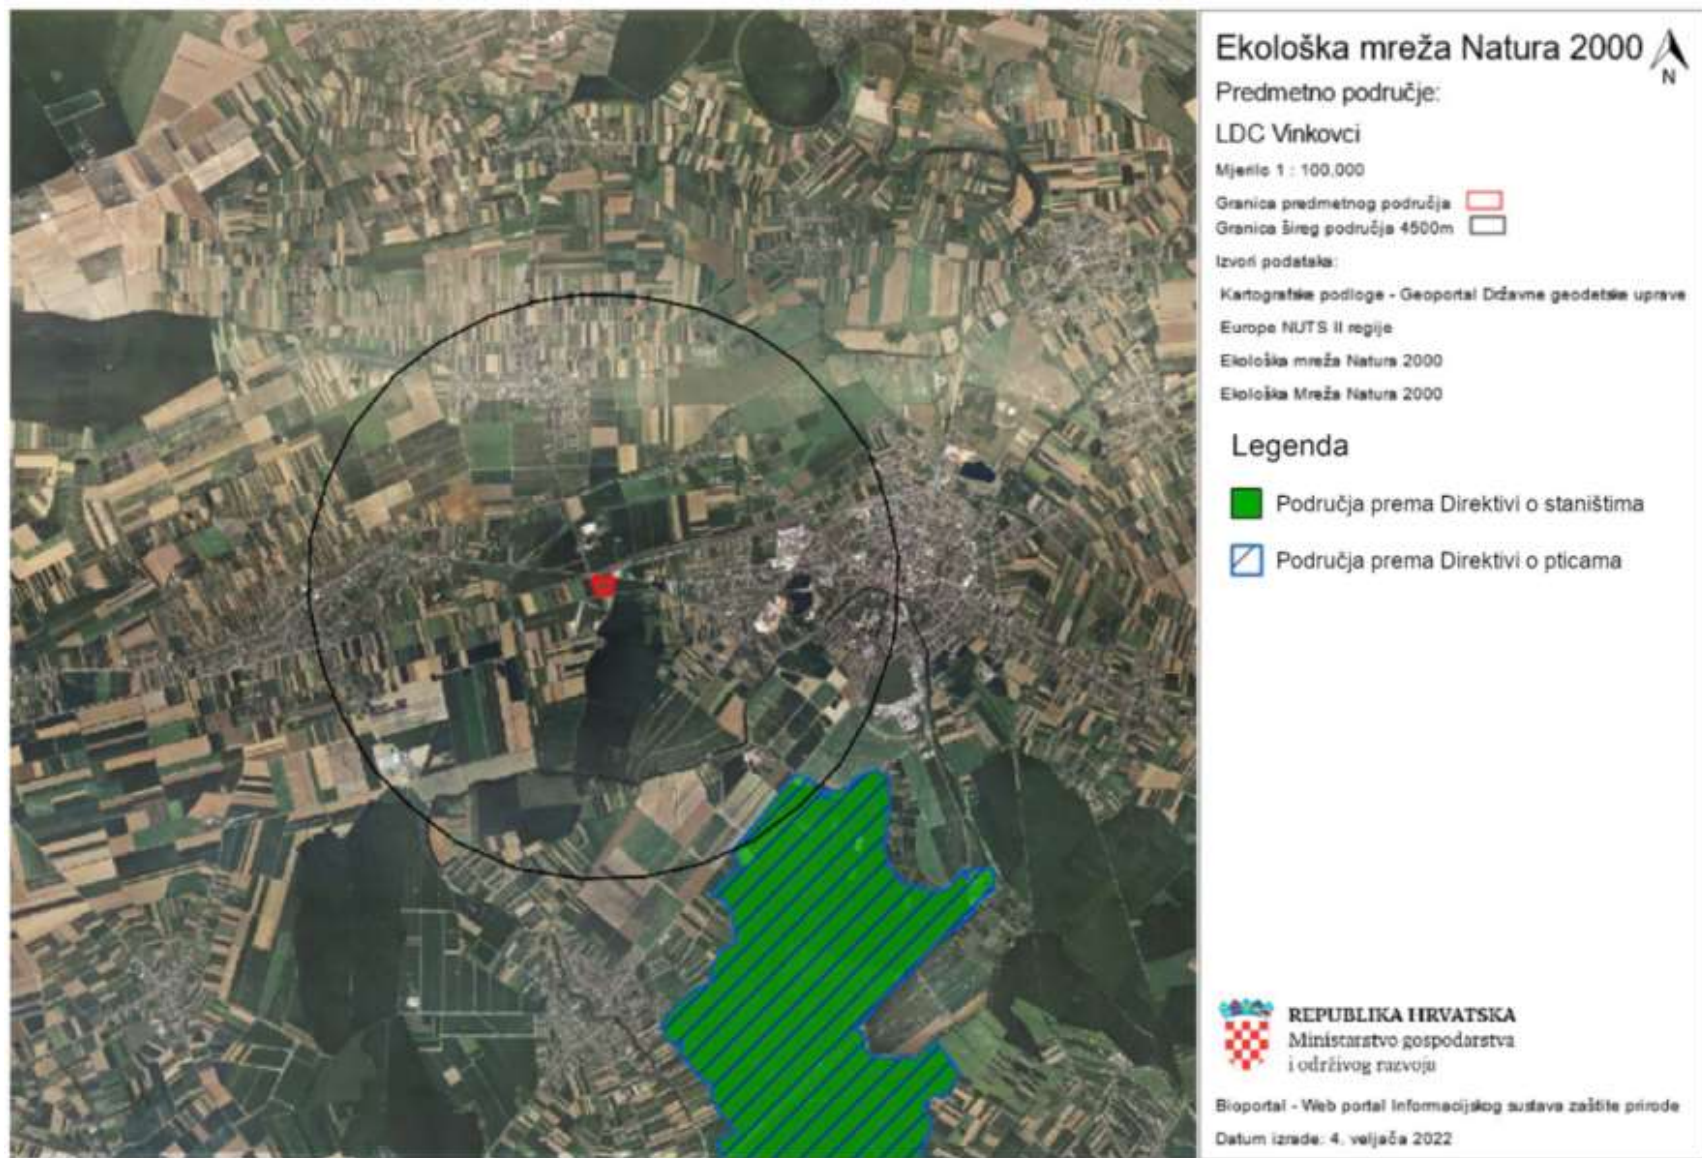 Ekološka mreža Natura 2000
N
Predmetno područje:
LDC Vinkovci
Mjerilo 1 : 100.000
Granica predmetnog područja
Granica šireg područja 4500m
Izvori podataka:
Kartografske podloge - Geoportal Državne geodetske uprave
Europe NUTS II regije
Ekološka mreža Natura 2000
Ekološka Mreža Natura 2000
Legenda
Područja prema Direktivi o staništima
Područja prema Direktivi o pticama
REPUBLIKA HRVATSKA
Ministarstvo gospodarstva
i održivog razvoja
Bioportal - Web portal Informacijskog sustava zaštite prirode
Datum izrade: 4. veljača 2022